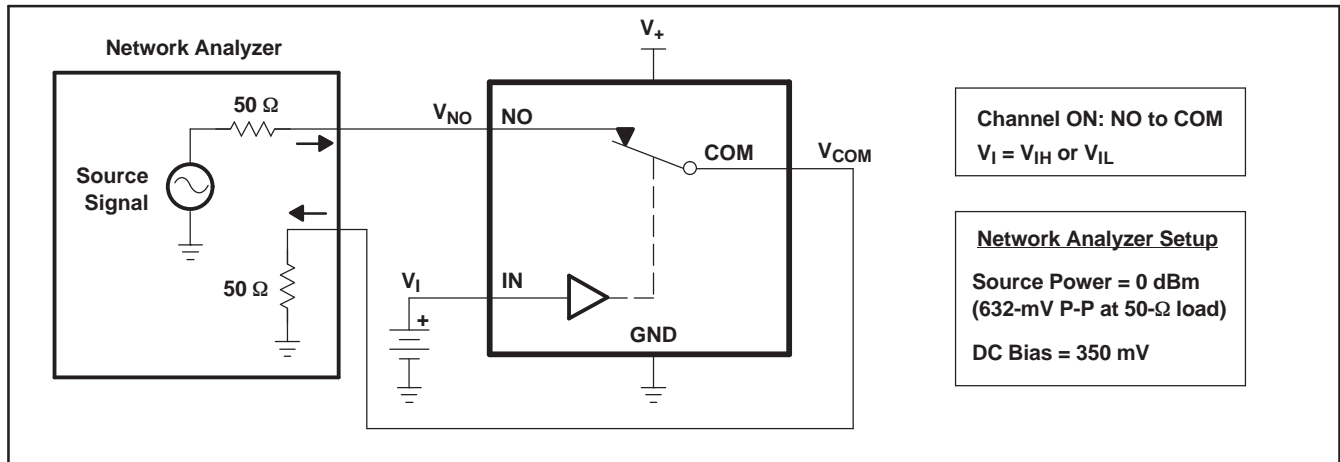 Network Analyzer
50 Ω
Source
Signal
50 Ω
V+
VNO
NO
COM
VCOM
VI
+
IN
GND
Channel ON: NO to COM
VI = VIH or VIL
Network Analyzer Setup
Source Power = 0 dBm
(632-mV P-P at 50-Ω load)
DC Bias = 350 mV